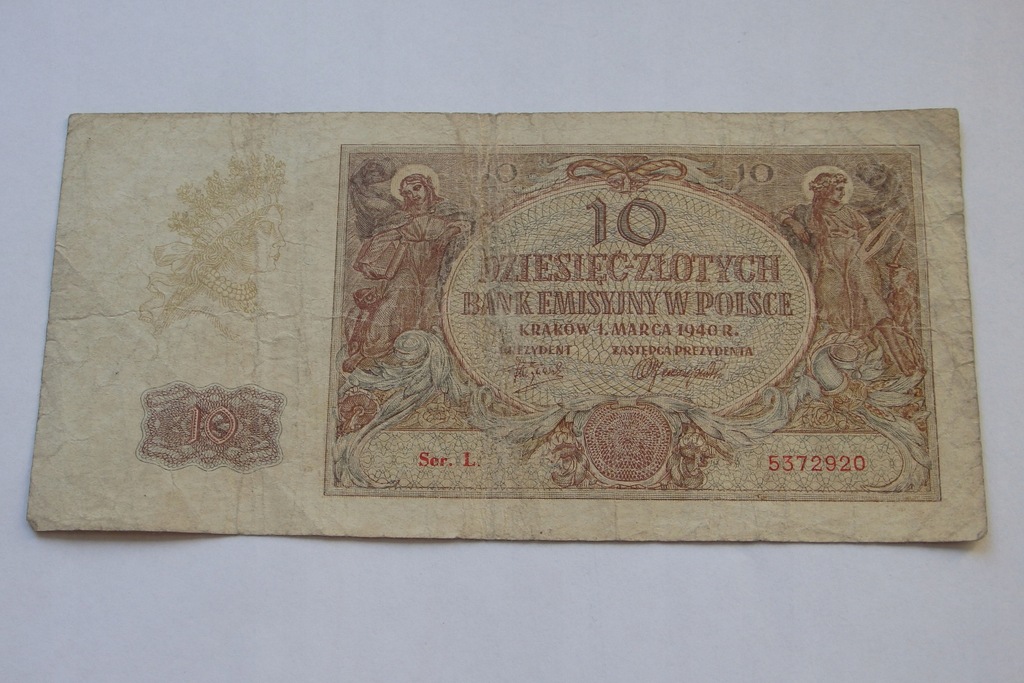 10 10
10
DZIESIĘĆ ZŁOTYCH
BANK EMISYJNY W POLSCE
KRAKÓW 1. MARCA 1940 R.
PREZYDENT ZASTĘPCA PREZYDENTA
10
Ser. L. 5372920